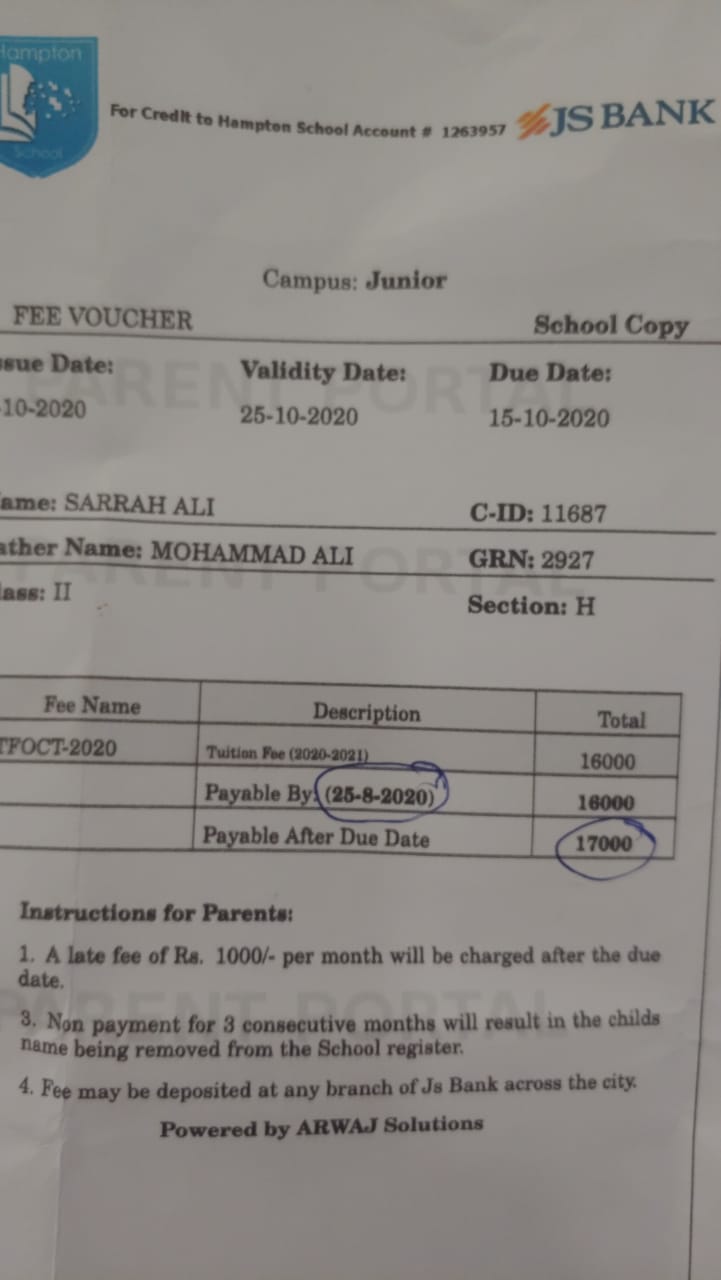 Hampton
School
For Credit to Hampton School Account # 1263957 JS BANK
Campus: Junior
FEE VOUCHER School Copy
ssue Date: Validity Date: Due Date:
-10-2020 25-10-2020 15-10-2020
ame: SARRAH ALI C-ID: 11687
ather Name: MOHAMMAD ALI GRN: 2927
lass: II Section: H
Fee Name Description Total
TFOCT-2020 Tuition Fee (2020-2021) 16000
Payable By: (25-8-2020) 16000
Payable After Due Date 17000
Instructions for Parents:
1. A late fee of Rs. 1000/- per month will be charged after the due
date.
3. Non payment for 3 consecutive months will result in the childs
name being removed from the School register.
4. Fee may be deposited at any branch of Js Bank across the city.
Powered by ARWAJ Solutions
PARENT PORTAL
PARENT PORTAL
PARENT PORTAL